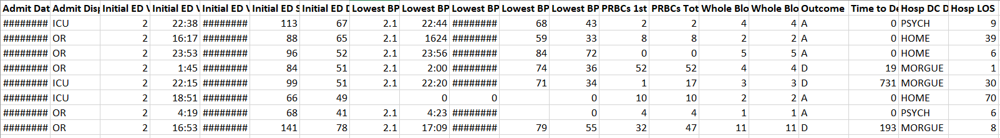 Admit Dat Admit Disp Initial ED V Initial ED V Initial ED V Initial ED S Initial ED D Lowest BP Lowest BP Lowest BP Lowest BP Lowest BP PRBCs 1st PRBCs Tot Whole Blo Whole Blo Outcome Time to De Hosp DC D Hosp LOS
######## ICU 2 22:38 ######## 113 67 2.1 22:44 ######## 68 43 2 2 4 4 A 0 PSYCH 9
######## OR 2 16:17 ######## 88 65 2.1 1624 ######## 59 33 8 8 2 2 A 0 HOME 39
######## OR 2 23:53 ######## 96 52 2.1 23:56 ######## 84 72 0 0 5 5 A 0 HOME 6
######## OR 2 1:45 ######## 84 51 2.1 2:00 ######## 74 36 52 52 4 4 D 19 MORGUE 1
######## ICU 2 22:15 ######## 99 51 2.1 22:20 ######## 71 34 1 17 3 3 D 731 MORGUE 30
######## ICU 2 18:51 ######## 66 49 0 0 0 10 10 2 2 A 0 HOME 70
######## OR 2 4:19 ######## 68 41 2.1 4:23 ######## 0 4 4 1 1 A 0 PSYCH 6
######## OR 2 16:53 ######## 141 78 2.1 17:09 ######## 79 55 32 47 11 11 D 193 MORGUE 8